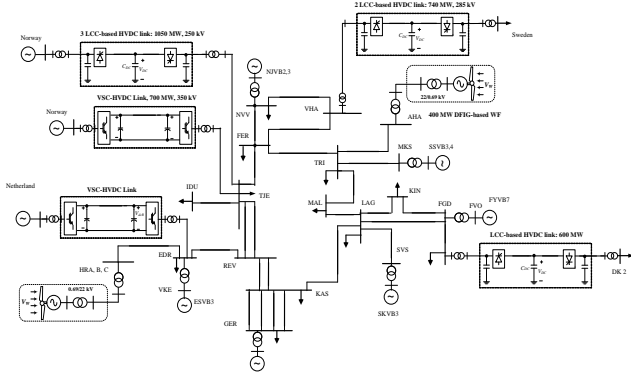 2 LCC-based HVDC link: 740 MW, 285 kV
3 LCC-based HVDC link: 1050 MW, 250 kV
Norway
Sweden
NJVB2,3
22/0.69 kV
400 MW DFIG-based WF
VSC-HVDC Link, 700 MW, 350 kV
NVV
VHA
AHA
Norway
FER
MKS
SSVB3,4
TRI
Netherland
VSC-HVDC Link
IDU
TJE
MAL
LAG
KIN
FGD
FVO
FYVB7
LCC-based HVDC link: 600 MW
SVS
EDR
REV
HRA, B, C
VKE
ESVB3
KAS
DK 2
0.69/22 kV
SKVB3
GER